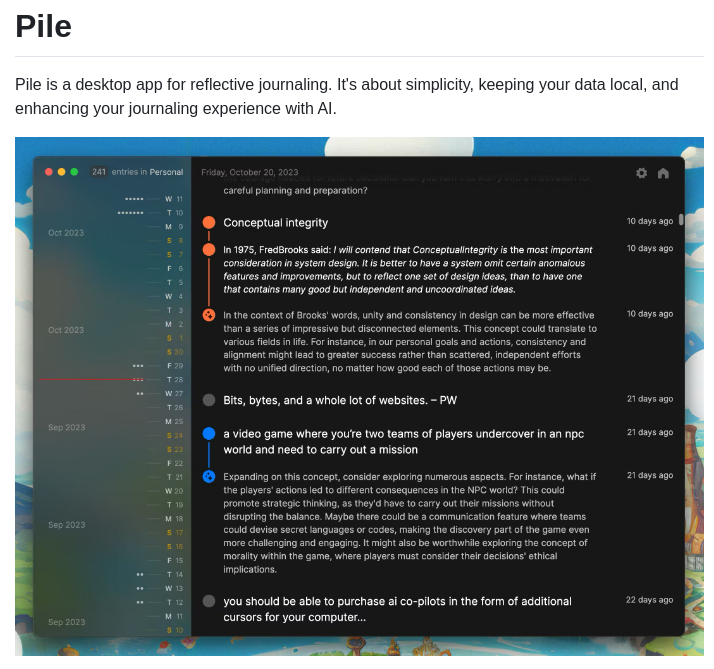 Pile
Pile is a desktop app for reflective journaling. It's about simplicity, keeping your data local, and
enhancing your journaling experience with AI.
241 entries in Personal
Friday, October 20, 2023
careful planning and preparation?
W 11
T 10
M 9
Oct 2023
S 8
S 7
F 6
T 5
W 4
T 3
Oct 2023
M 2
S 1
S 30
F 29
T 28
W 27
T 26
M 25
Sep 2023
S 24
S 23
F 22
T 21
W 20
T 19
M 18
Sep 2023
S 17
S 16
F 15
T 14
W 13
T 12
M 11
Sep 2023
S 10
Conceptual integrity
10 days ago
In 1975, FredBrooks said: I will contend that ConceptualIntegrity is the most important
10 days ago
consideration in system design. It is better to have a system omit certain anomalous
features and improvements, but to reflect one set of design ideas, than to have one
that contains many good but independent and uncoordinated ideas.
In the context of Brooks' words, unity and consistency in design can be more effective
10 days ago
than a series of impressive but disconnected elements. This concept could translate to
various fields in life. For instance, in our personal goals and actions, consistency and
alignment might lead to greater success rather than scattered, independent efforts
with no unified direction, no matter how good each of those actions may be.
Bits, bytes, and a whole lot of websites. – PW
21 days ago
a video game where you're two teams of players undercover in an npc
21 days ago
world and need to carry out a mission
Expanding on this concept, consider exploring numerous aspects. For instance, what if
21 days ago
the players' actions led to different consequences in the NPC world? This could
promote strategic thinking, as they'd have to carry out their missions without
disrupting the balance. Maybe there could be a communication feature where teams
could devise secret languages or codes, making the discovery part of the game even
more challenging and engaging. It might also be worthwhile exploring the concept of
morality within the game, where players must consider their decisions' ethical
implications.
you should be able to purchase ai co-pilots in the form of additional
22 days ago
cursors for your computer...